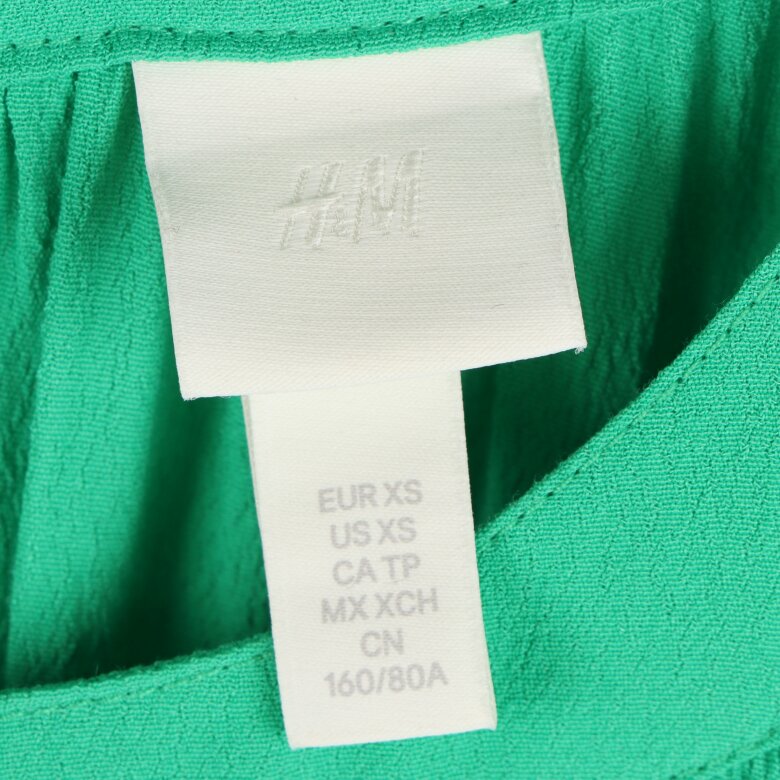 H&M
EUR XS
US XS
CA TP
MX XCH
CN
160/80A